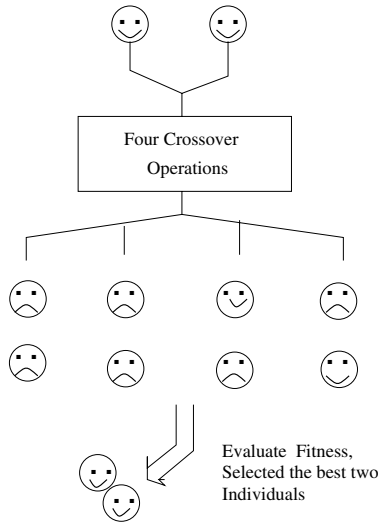 Four Crossover
Operations
Evaluate Fitness,
Selected the best two
Individuals